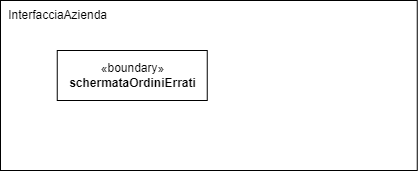 InterfacciaAzienda
«boundary»
schermataOrdiniErrati